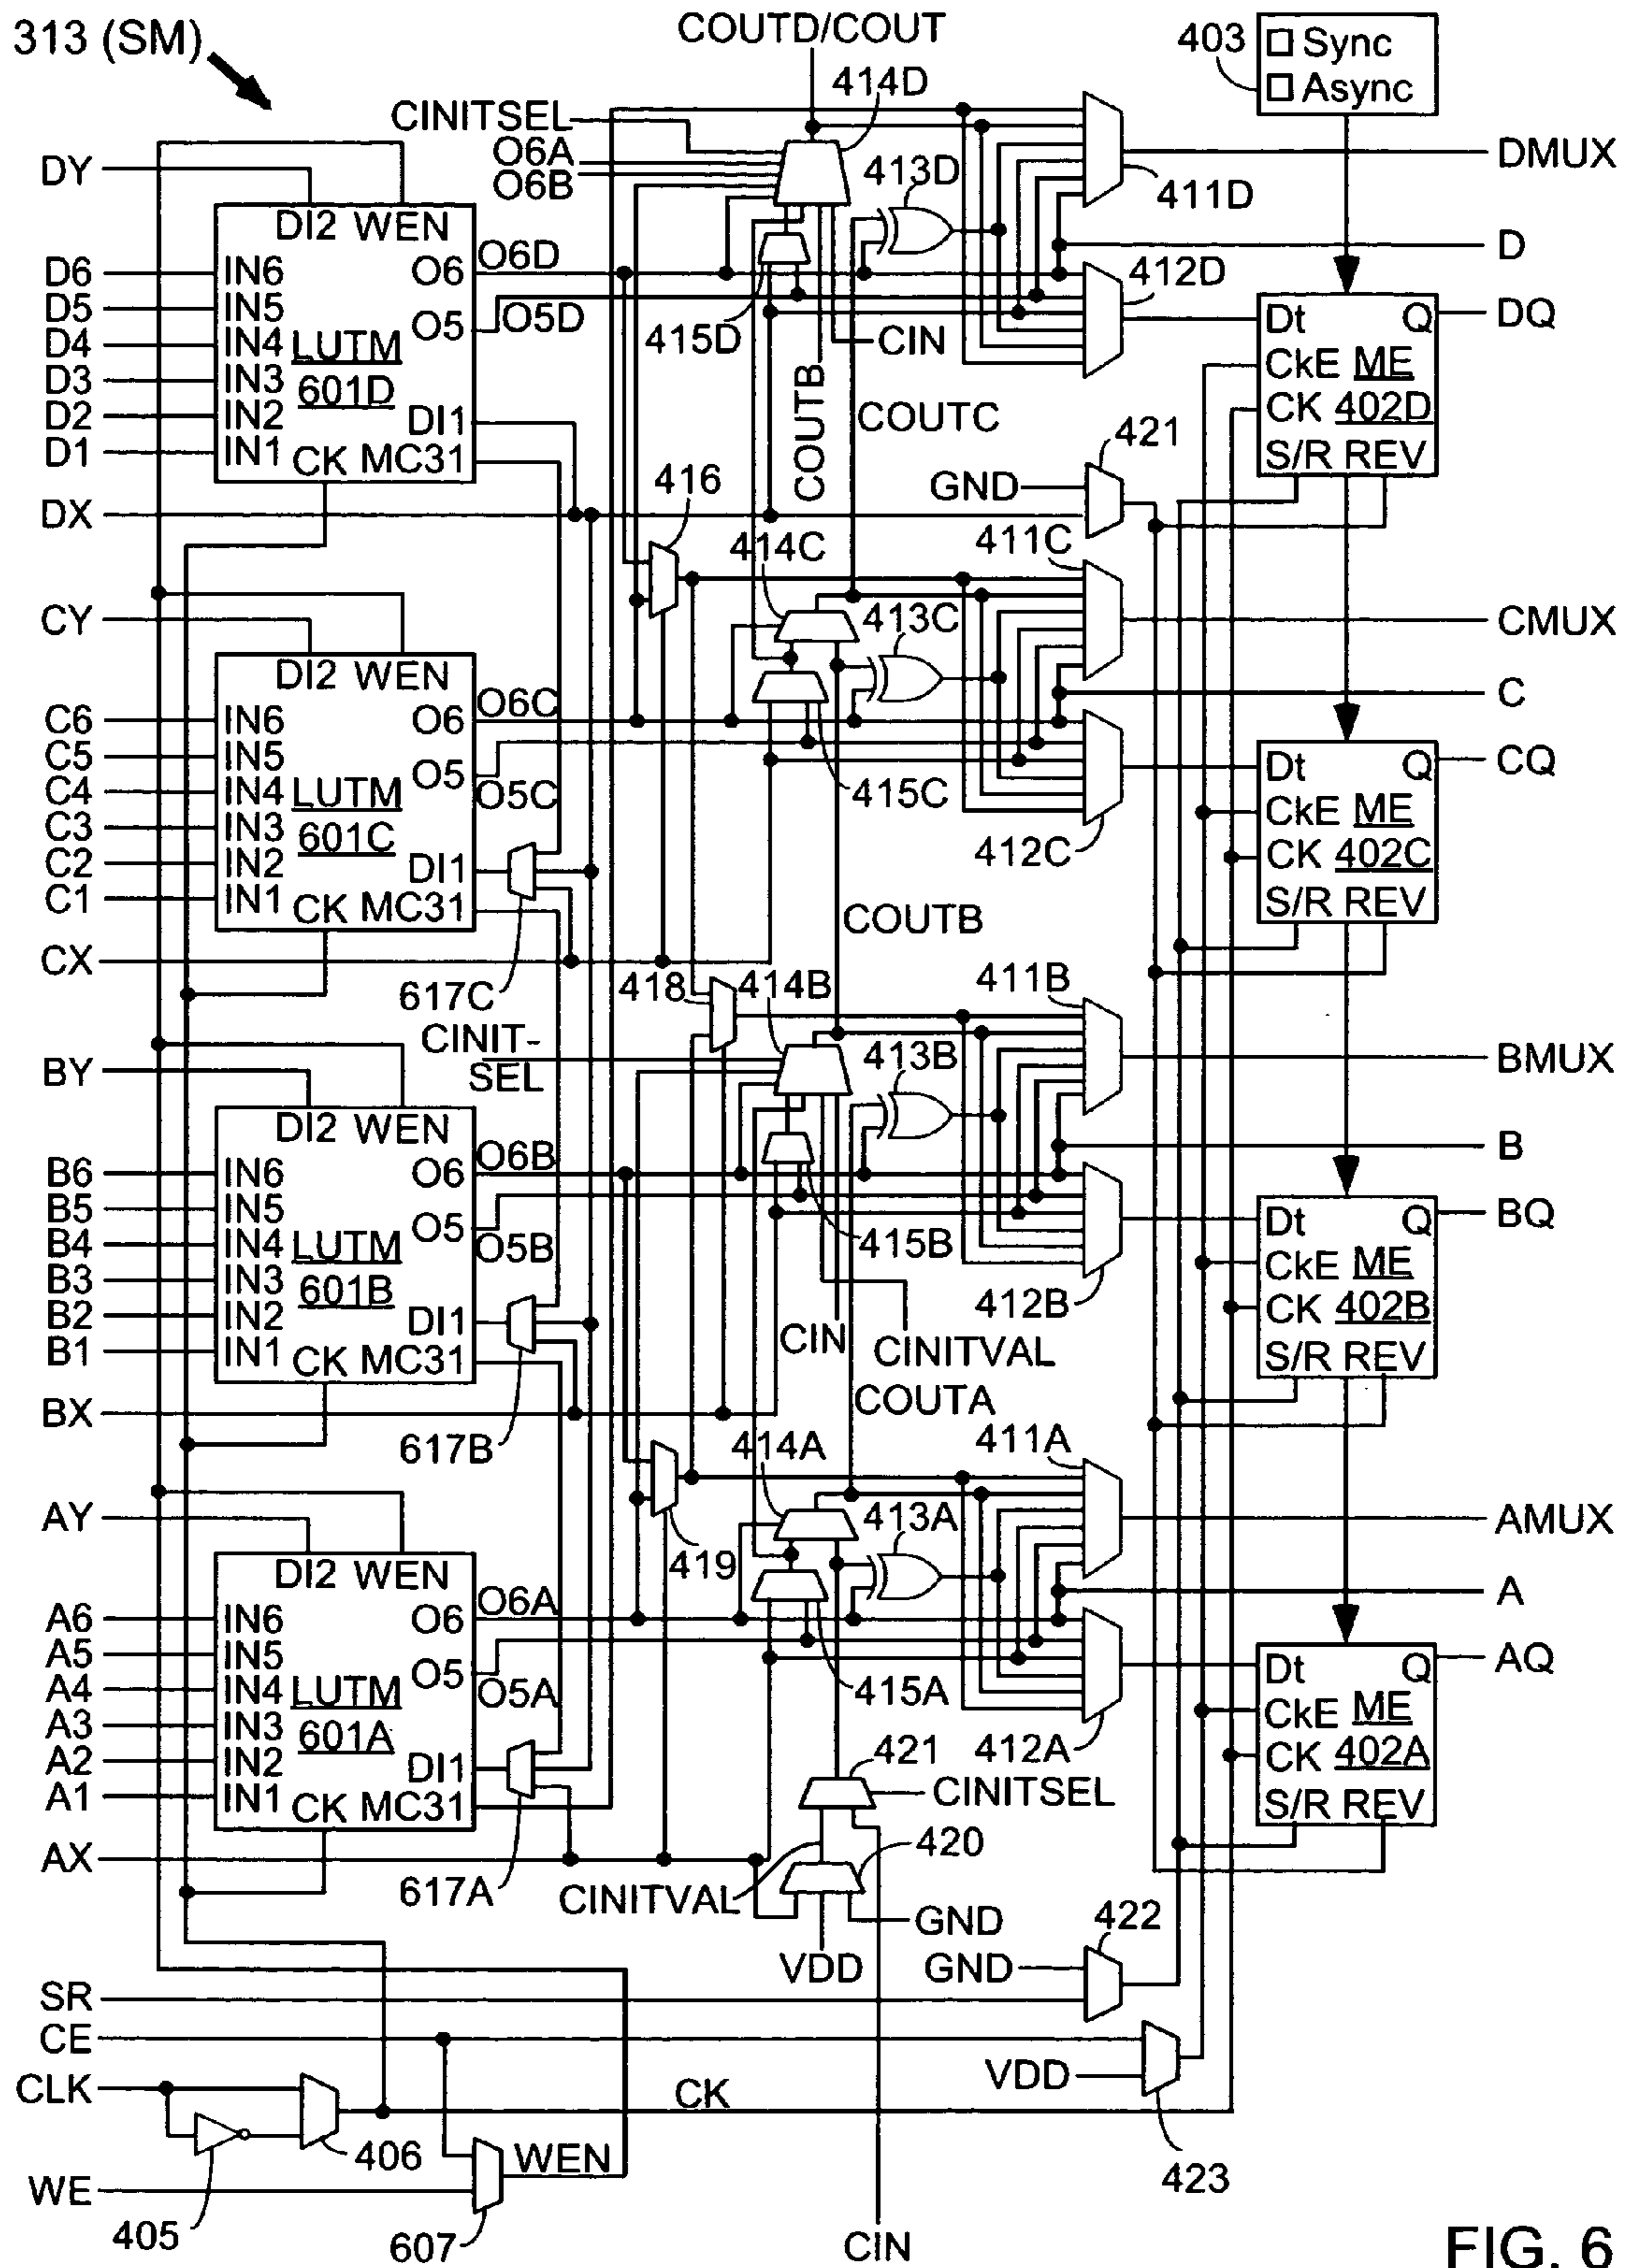 313 (SM)
COUTD/COUT
403
Sync
Async
414D
CINITSEL
O6A
O6B
413D
411D
DMUX
DY
DI2 WEN
O6
O6D
D
D6
D5
D4
D3
D2
D1
IN6
IN5
IN4
IN3
IN2
IN1
LUTM
601D
O5
O5D
415D
CIN
412D
Dt
Q
DQ
CkE ME
CK 402D
S/R REV
COUTB
COUTC
DI1
CK MC31
421
GND
DX
416
414C
411C
413C
CMUX
CY
DI2 WEN
O6
O6C
C
C6
C5
C4
C3
C2
C1
IN6
IN5
IN4
IN3
IN2
IN1
LUTM
601C
O5
O5C
415C
412C
Dt
Q
CQ
CkE ME
CK 402C
S/R REV
DI1
CK MC31
COUTB
CX
617C
418
414B
411B
CINIT-
SEL
413B
BMUX
BY
DI2 WEN
O6
O6B
B
B6
B5
B4
B3
B2
B1
IN6
IN5
IN4
IN3
IN2
IN1
LUTM
601B
O5
O5B
415B
412B
Dt
Q
BQ
CkE ME
CK 402B
S/R REV
DI1
CK MC31
CIN
CINITVAL
COUTA
BX
617B
414A
411A
413A
AMUX
419
AY
DI2 WEN
O6
O6A
A
A6
A5
A4
A3
A2
A1
IN6
IN5
IN4
IN3
IN2
IN1
LUTM
601A
O5
O5A
415A
412A
Dt
Q
AQ
CkE ME
CK 402A
S/R REV
DI1
CK MC31
421
CINITSEL
420
AX
617A
CINITVAL
GND
VDD
422
GND
SR
CE
VDD
CLK
CK
406
WEN
423
WE
405
607
CIN
FIG. 6